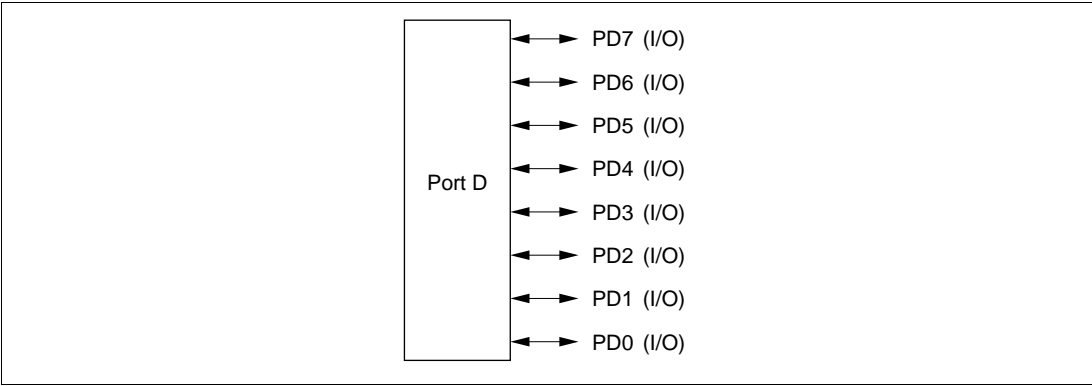 PD7 (I/O)
PD6 (I/O)
PD5 (I/O)
PD4 (I/O)
Port D
PD3 (I/O)
PD2 (I/O)
PD1 (I/O)
PD0 (I/O)